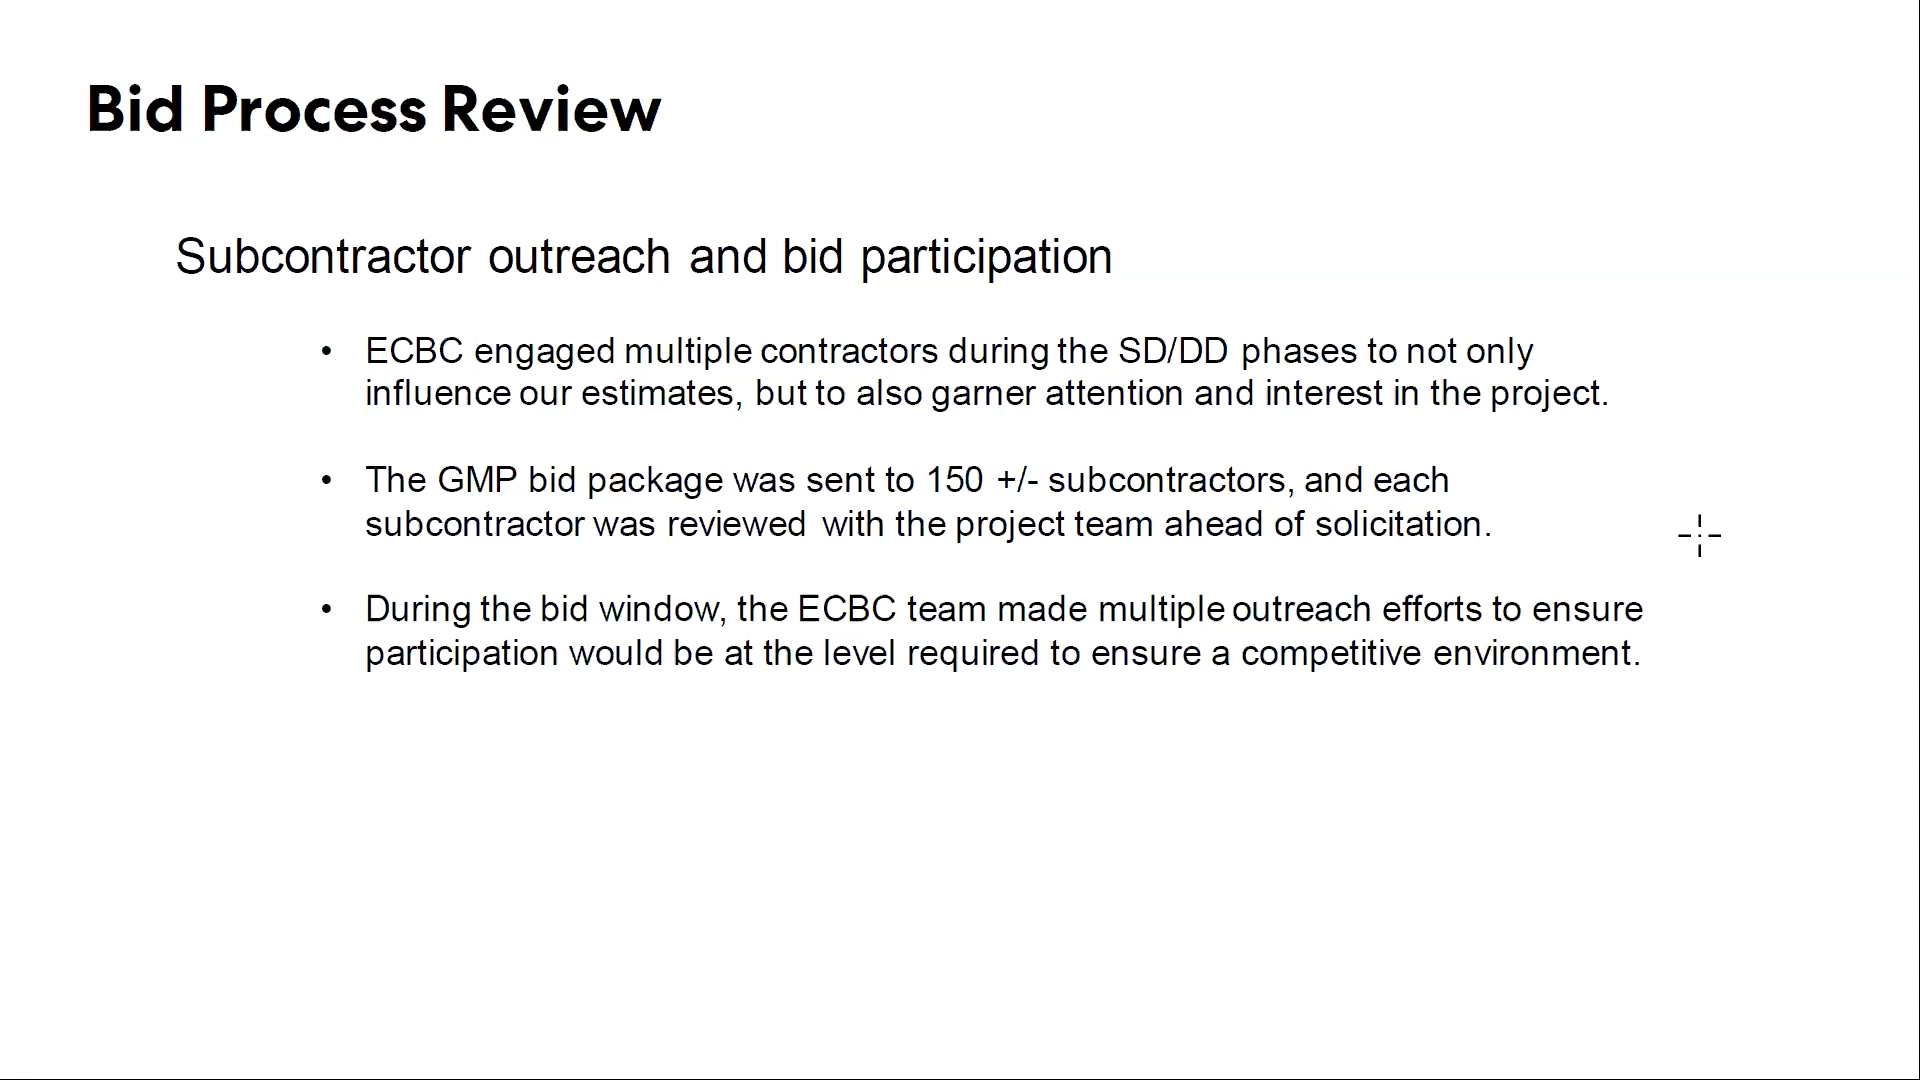 Bid Process Review
Subcontractor outreach and bid participation
• ECBC engaged multiple contractors during the SD/DD phases to not only
influence our estimates, but to also garner attention and interest in the project.
• The GMP bid package was sent to 150 +/- subcontractors, and each
subcontractor was reviewed with the project team ahead of solicitation.
• During the bid window, the ECBC team made multiple outreach efforts to ensure
participation would be at the level required to ensure a competitive environment.